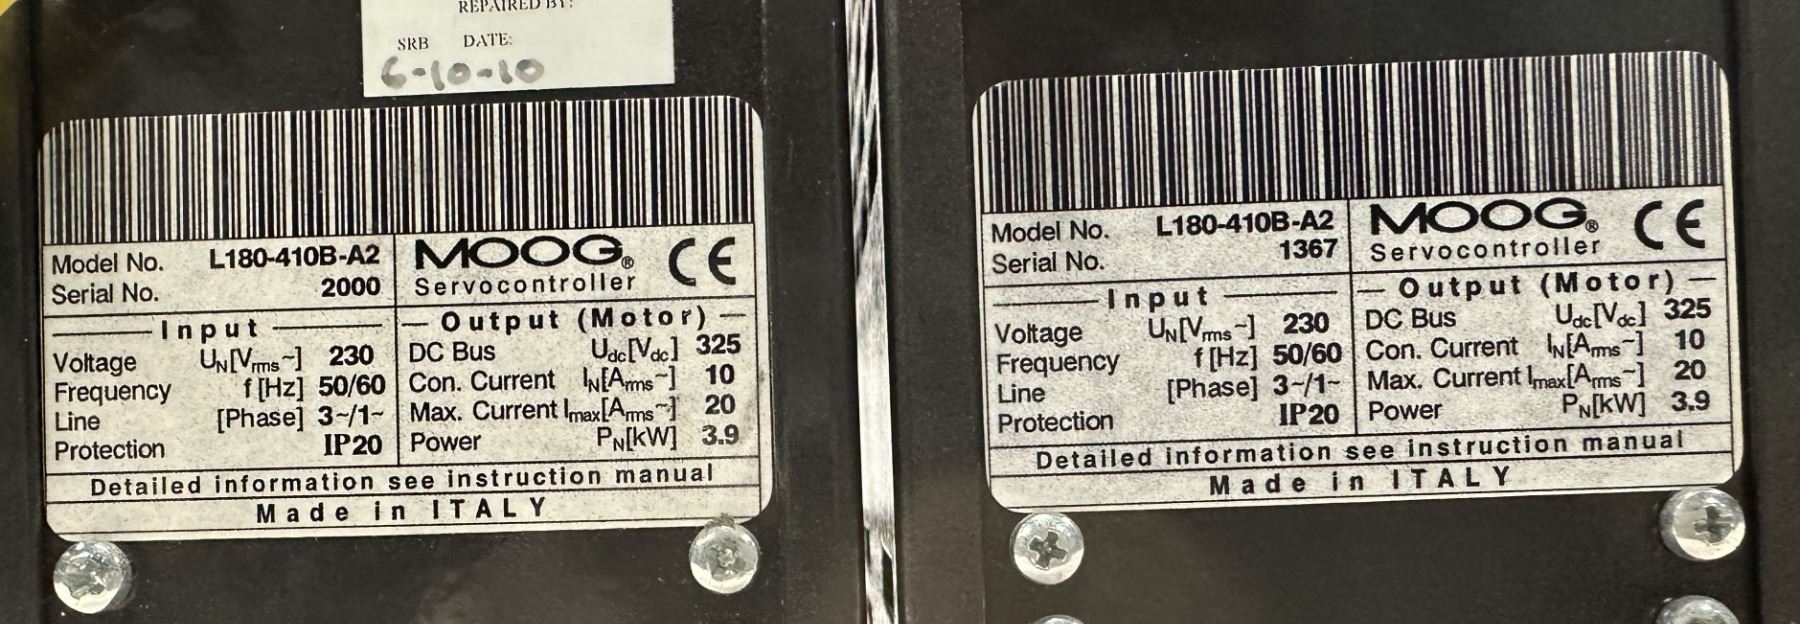 REPAIRED BY:
SRB DATE:
6-10-10
Model No. L180-410B-A2
Serial No. 2000
MOOG® CE
Servocontroller
Input
Voltage UN[Vrms~] 230
Frequency f [Hz] 50/60
Line [Phase] 3~/1~
Protection IP20
Output (Motor)
DC Bus Udc[Vdc] 325
Con. Current IN[Arms~] 10
Max. Current Imax[Arms~] 20
Power PN[kW] 3.9
Detailed information see instruction manual
Made in ITALY
Model No. L180-410B-A2
Serial No. 1367
MOOG® CE
Servocontroller
Input
Voltage UN[Vrms~] 230
Frequency f [Hz] 50/60
Line [Phase] 3~/1~
Protection IP20
Output (Motor)
DC Bus Udc[Vdc] 325
Con. Current IN[Arms~] 10
Max. Current Imax[Arms~] 20
Power PN[kW] 3.9
Detailed information see instruction manual
Made in ITALY